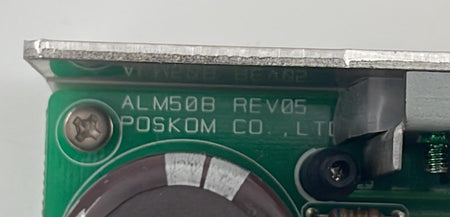 ALM50B REV05
POSKOM CO.,LTD